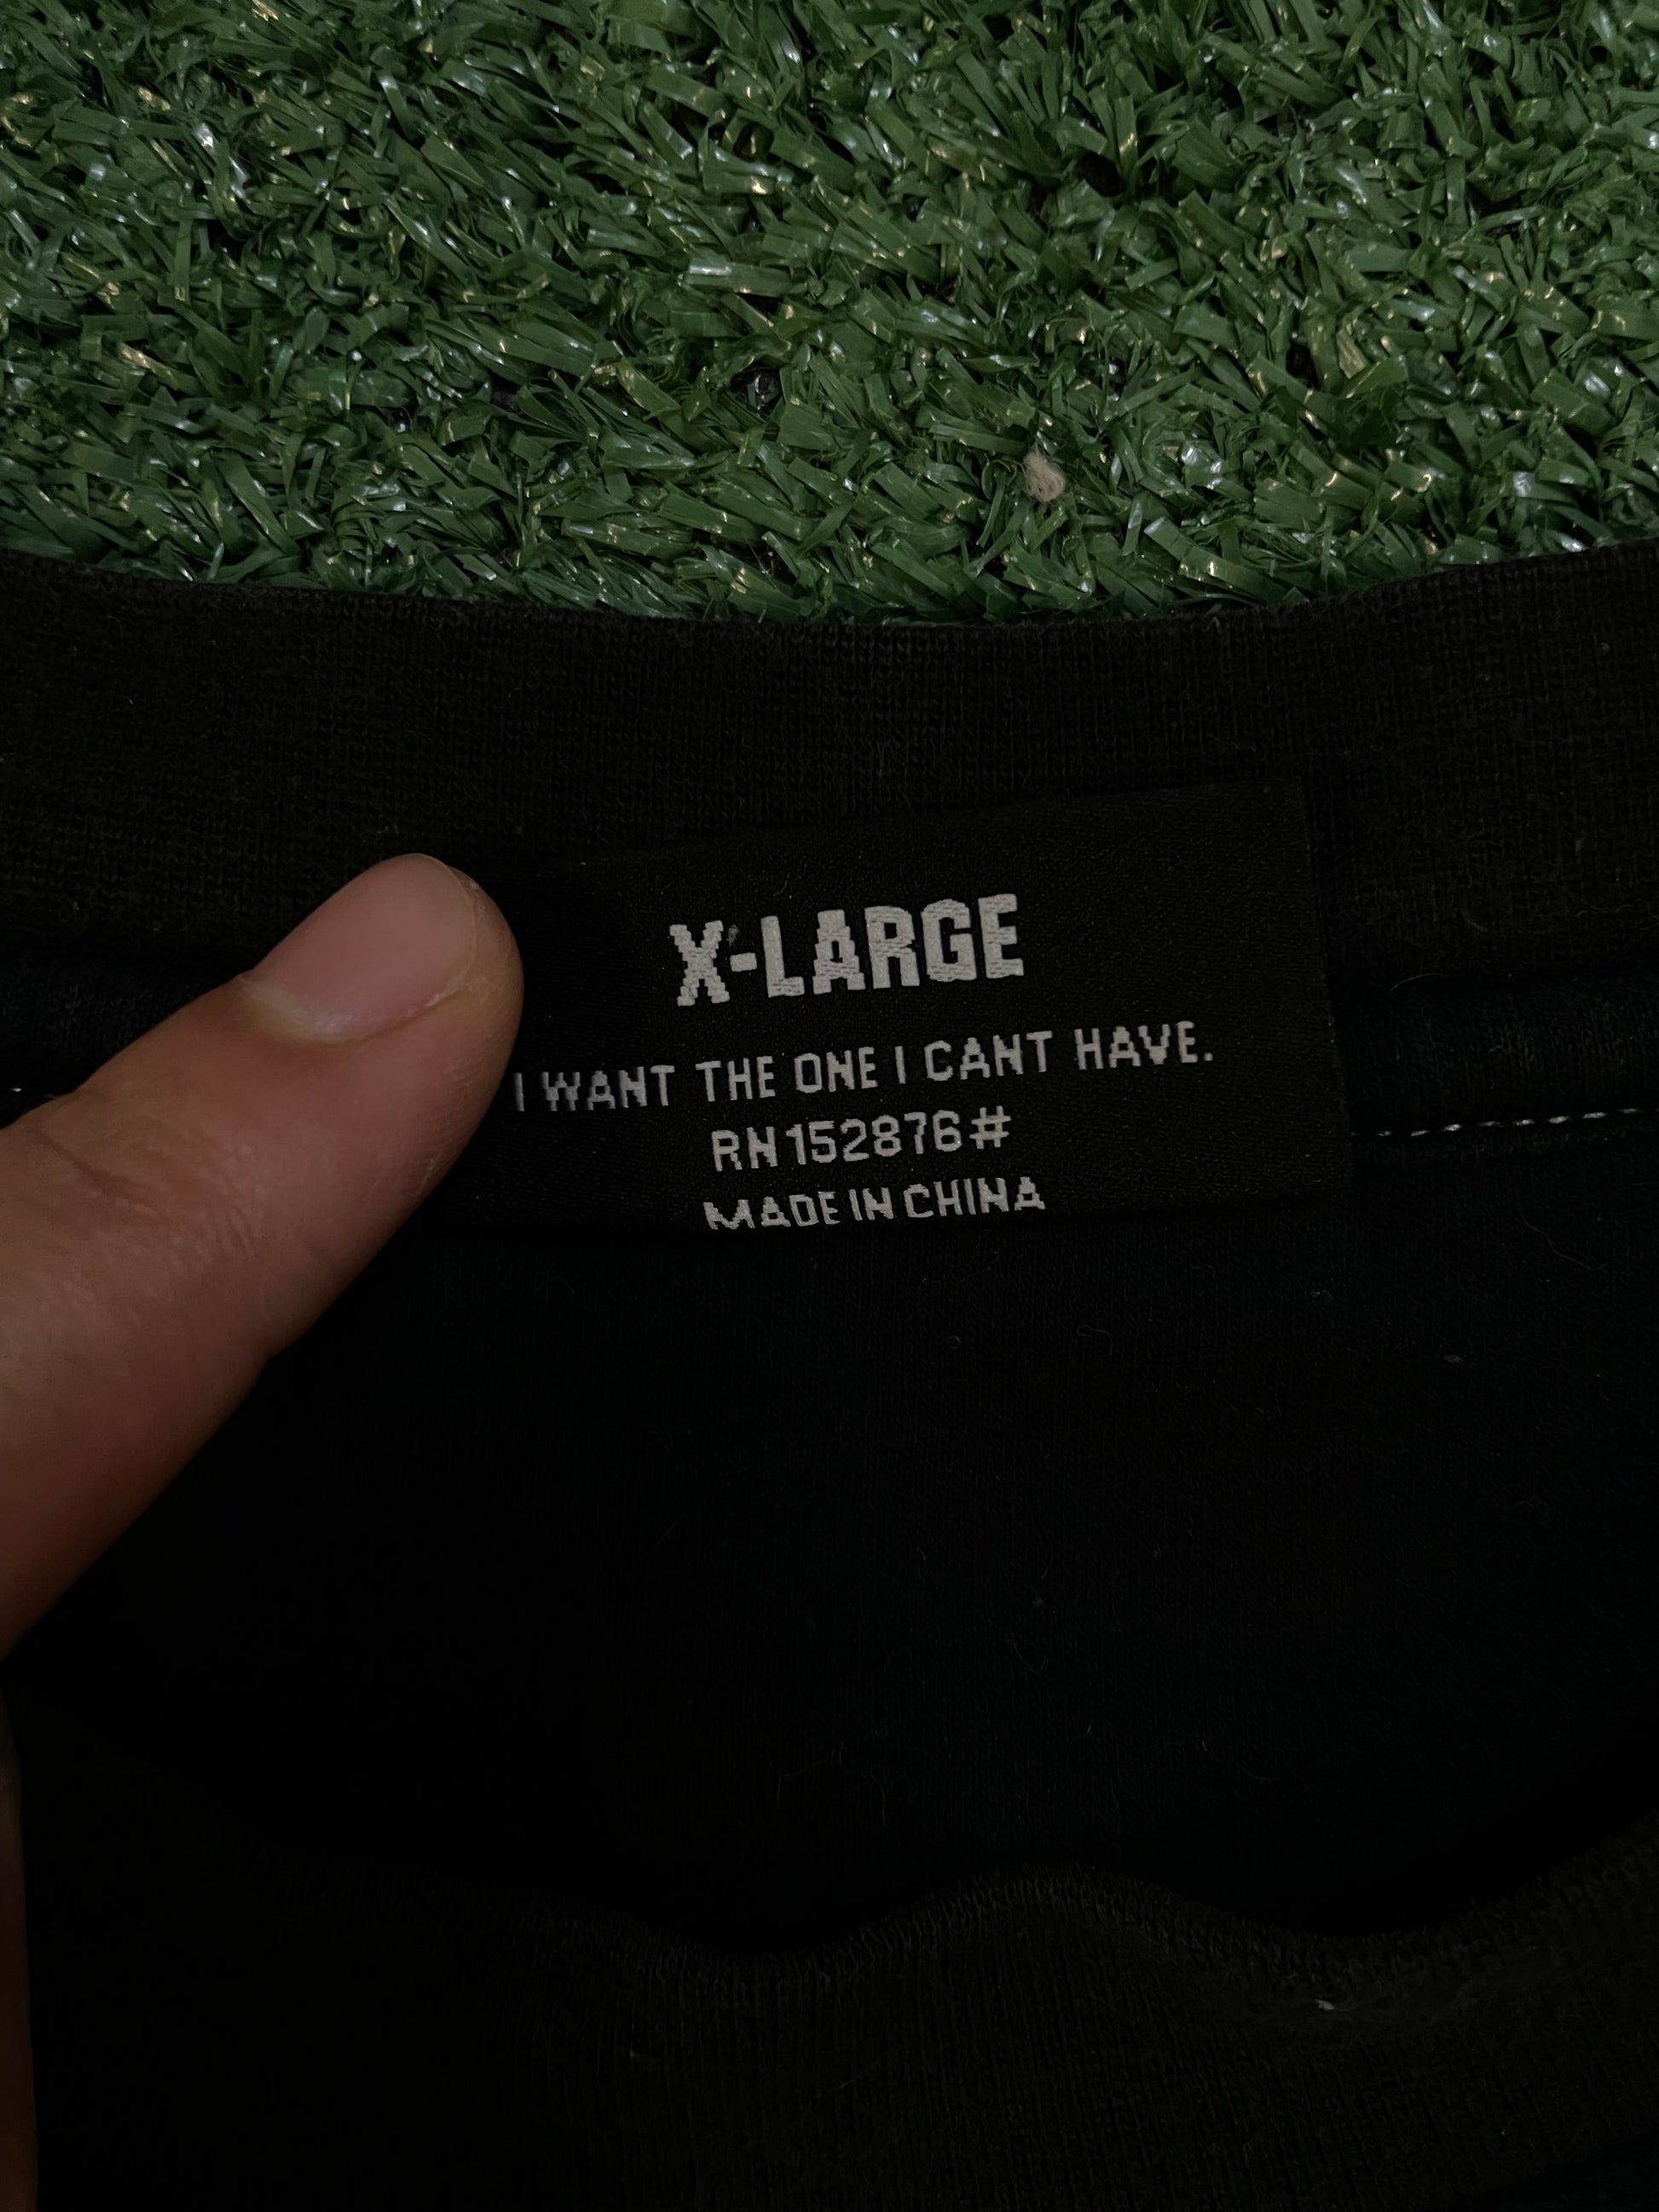 X-LARGE
I WANT THE ONE I CANT HAVE.
RN152876#
MADE IN CHINA